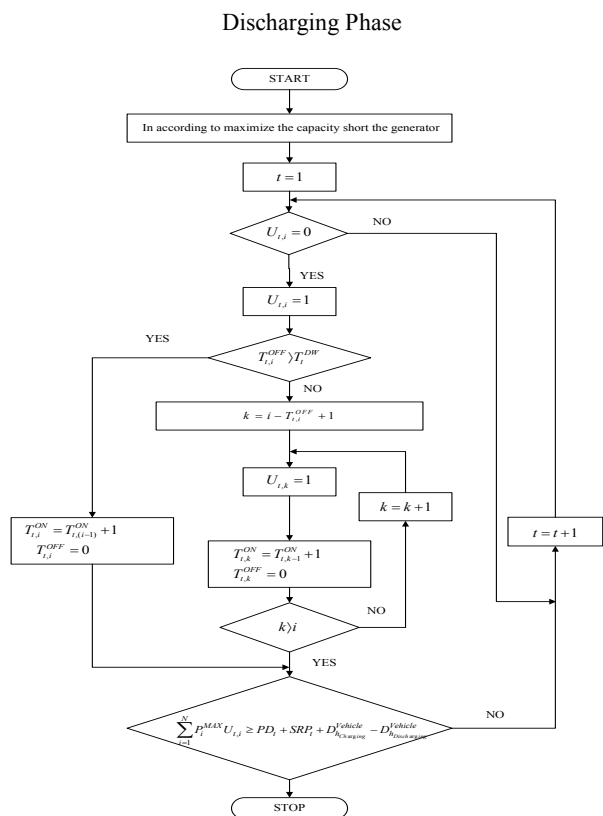 Discharging Phase
START
In according to maximize the capacity short the generator
t = 1
U_{t,i} = 0
NO
YES
U_{t,i} = 1
YES
T_{t,i}^{OFF} ⟩ T_t^{DW}
NO
k = i − T_{t,i}^{OFF} + 1
U_{t,k} = 1
k = k + 1
T_{t,i}^{ON} = T_{t,(i−1)}^{ON} + 1
T_{t,i}^{OFF} = 0
t = t + 1
T_{t,k}^{ON} = T_{t,k−1}^{ON} + 1
T_{t,k}^{OFF} = 0
NO
k ⟩ i
YES
NO
∑_{i=1}^{N} P_i^{MAX} U_{t,i} ≥ PD_t + SRP_t + D_{h_{Charging}}^{Vehicle} − D_{h_{Discharging}}^{Vehicle}
STOP